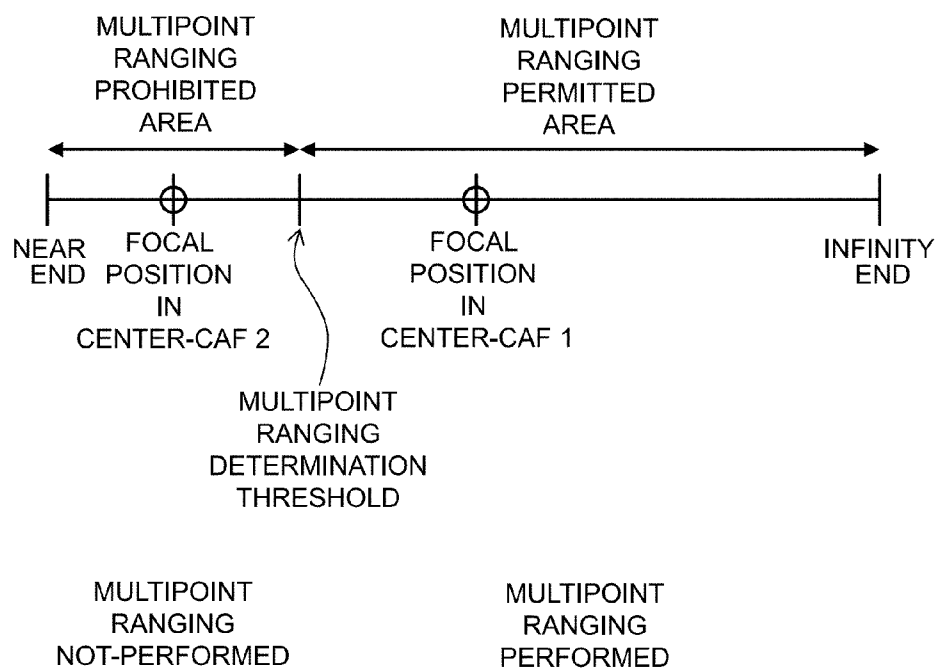 MULTIPOINT
RANGING
PROHIBITED
AREA
MULTIPOINT
RANGING
PERMITTED
AREA
NEAR
END
FOCAL
POSITION
IN
CENTER-CAF 2
FOCAL
POSITION
IN
CENTER-CAF 1
INFINITY
END
MULTIPOINT
RANGING
DETERMINATION
THRESHOLD
MULTIPOINT
RANGING
NOT-PERFORMED
MULTIPOINT
RANGING
PERFORMED